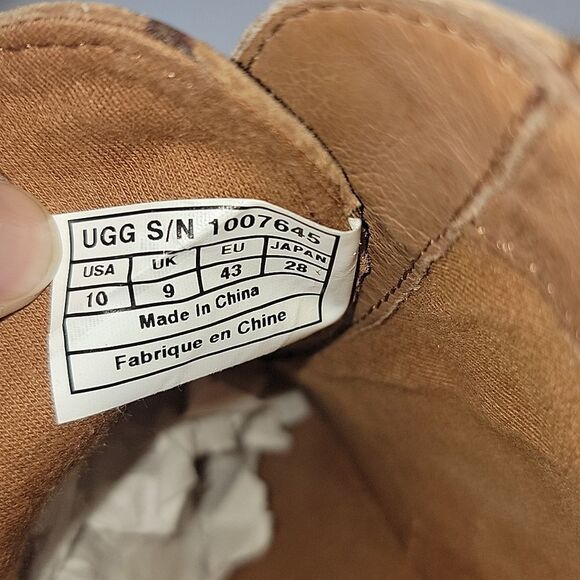 UGG S/N 1007645
USA UK EU JAPAN
10 9 43 28
Made In China
Fabrique en Chine